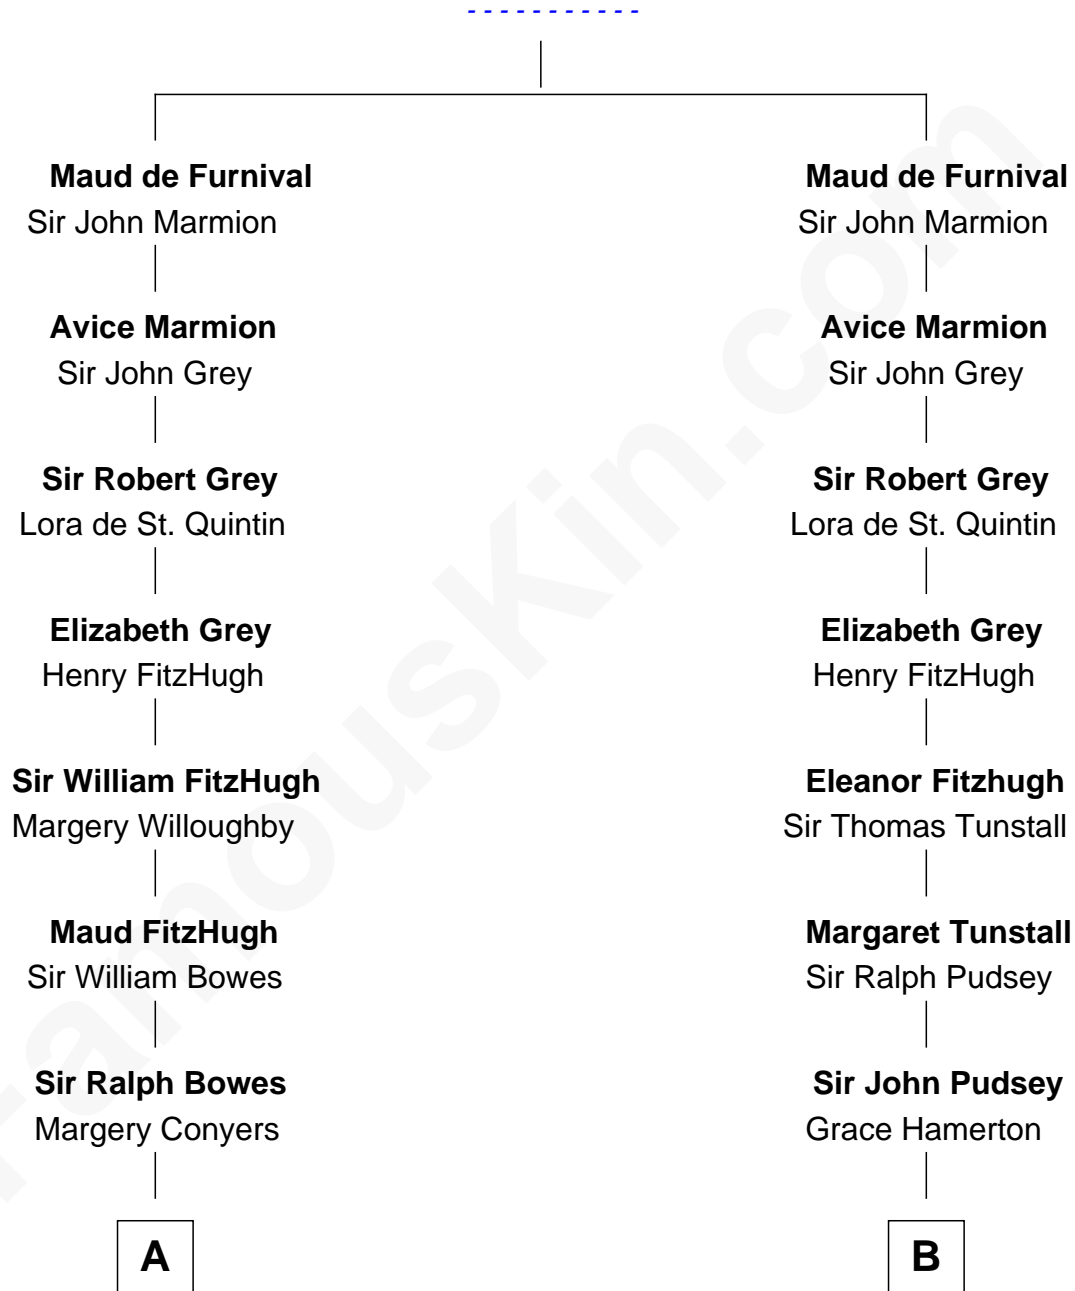 - - - - - - - - - - -
Maud de Furnival
Sir John Marmion
Avice Marmion
Sir John Grey
Sir Robert Grey
Lora de St. Quintin
Elizabeth Grey
Henry FitzHugh
Sir William FitzHugh
Margery Willoughby
Maud FitzHugh
Sir William Bowes
Sir Ralph Bowes
Margery Conyers
A
Maud de Furnival
Sir John Marmion
Avice Marmion
Sir John Grey
Sir Robert Grey
Lora de St. Quintin
Elizabeth Grey
Henry FitzHugh
Eleanor Fitzhugh
Sir Thomas Tunstall
Margaret Tunstall
Sir Ralph Pudsey
Sir John Pudsey
Grace Hamerton
B
FamousKin.com